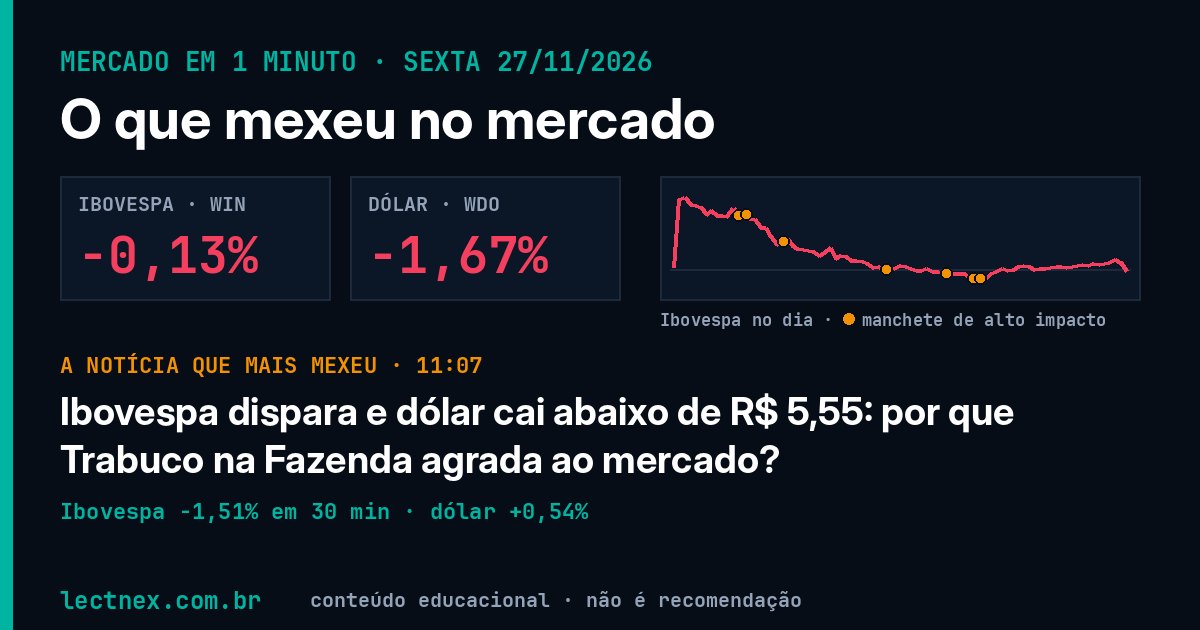 MERCADO EM 1 MINUTO · SEXTA 27/11/2026
O que mexeu no mercado
IBOVESPA · WIN
-0,13%
DÓLAR · WDO
-1,67%
Ibovespa no dia · manchete de alto impacto
A NOTÍCIA QUE MAIS MEXEU · 11:07
Ibovespa dispara e dólar cai abaixo de R$ 5,55: por que
Trabuco na Fazenda agrada ao mercado?
Ibovespa -1,51% em 30 min · dólar +0,54%
lectnex.com.br
conteúdo educacional · não é recomendação